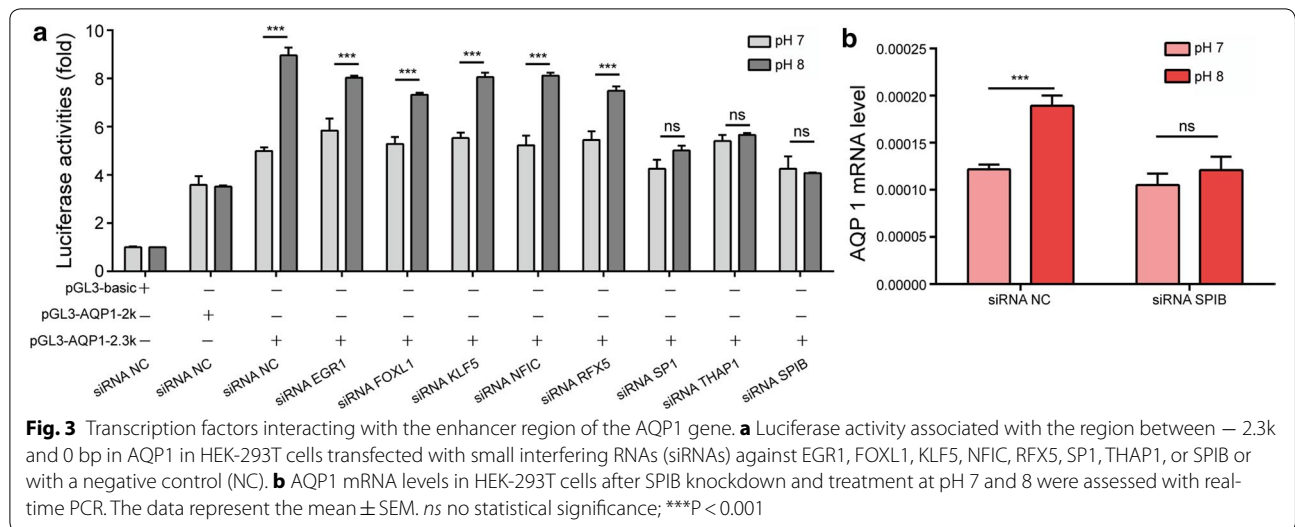 a
10
8
6
4
2
0
Luciferase activities (fold)
*** *** *** *** *** *** ns ns ns
pH 7
pH 8
pGL3-basic + − − − − − − − − − −
pGL3-AQP1-2k − + − − − − − − − − −
pGL3-AQP1-2.3k − − + + + + + + + + +
siRNA NC siRNA NC siRNA NC siRNA EGR1 siRNA FOXL1 siRNA KLF5 siRNA NFIC siRNA RFX5 siRNA SP1 siRNA THAP1 siRNA SPIB
b
0.00025
0.00020
0.00015
0.00010
0.00005
0.00000
AQP 1 mRNA level
pH 7
pH 8
*** ns
siRNA NC siRNA SPIB
Fig. 3 Transcription factors interacting with the enhancer region of the AQP1 gene. a Luciferase activity associated with the region between − 2.3k
and 0 bp in AQP1 in HEK-293T cells transfected with small interfering RNAs (siRNAs) against EGR1, FOXL1, KLF5, NFIC, RFX5, SP1, THAP1, or SPIB or
with a negative control (NC). b AQP1 mRNA levels in HEK-293T cells after SPIB knockdown and treatment at pH 7 and 8 were assessed with real-
time PCR. The data represent the mean ± SEM. ns no statistical significance; ***P < 0.001